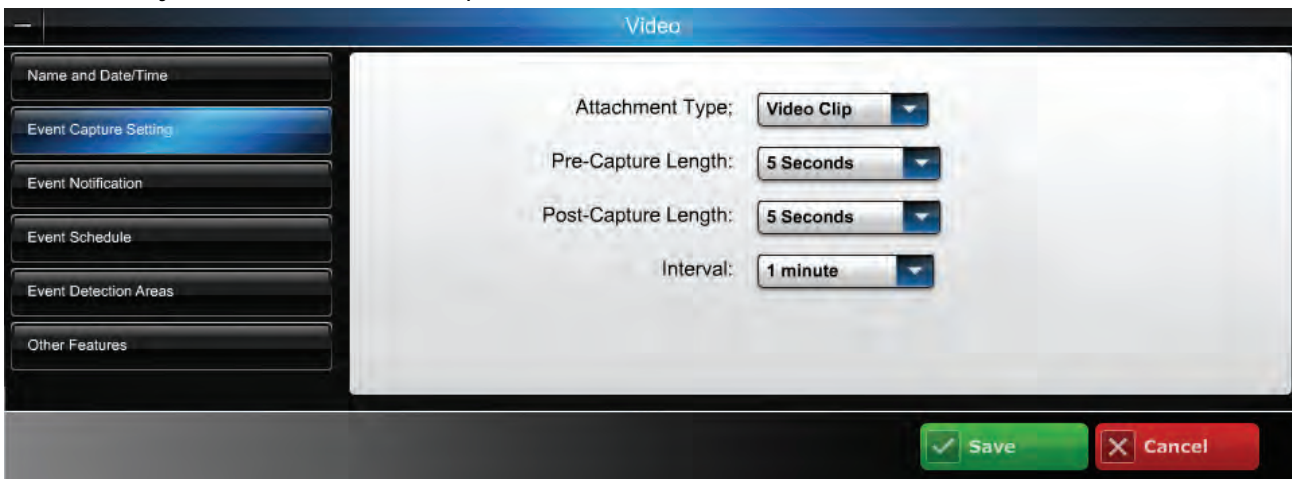 Video
Name and Date/Time
Event Capture Setting
Event Notification
Event Schedule
Event Detection Areas
Other Features
Attachment Type; Video Clip
Pre-Capture Length: 5 Seconds
Post-Capture Length: 5 Seconds
Interval: 1 minute
Save Cancel